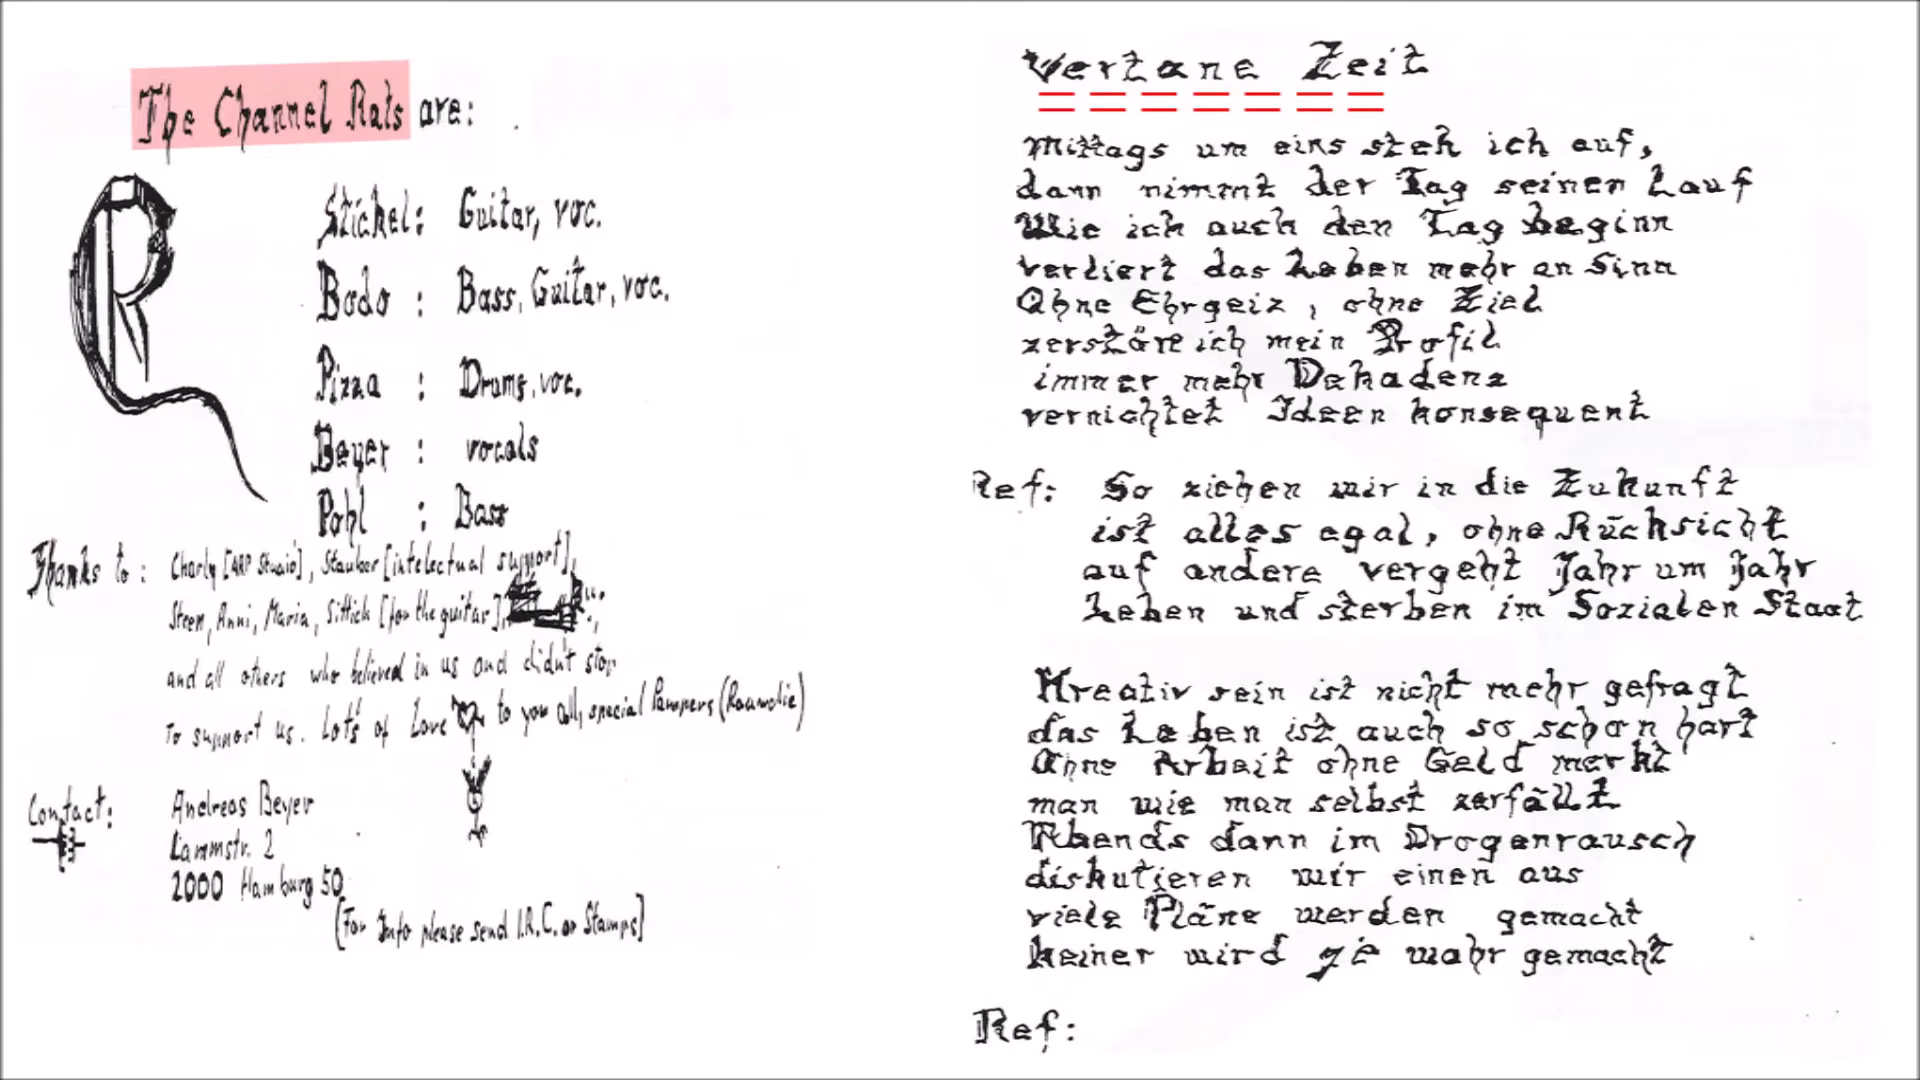 The Channel Rats are:
Stichel: Guitar, voc.
Bodo : Bass, Guitar, voc.
Pizza : Drums, voc.
Beyer : vocals
Pohl : Bass
Thanks to: Charly [ARP Stuaio], Stauber [intelectual support],
Steen, Anni, Maria, Sittich [for the guitar],
and all others who believed in us and didn't stop
To support us. Lot's of Love to you all, special Pampers (Raumdie)
Contact: Andreas Beyer
Lammstr. 2
2000 Hamburg 50
[For Info please send I.R.C. or Stamps]
Vertane Zeit
Mittags um eins steh ich auf,
dann nimmt der Tag seinen Lauf
Wie ich auch den Tag beginn
verliert das Leben mehr an Sinn
Ohne Ehrgeiz, ohne Ziel
zerstöre ich mein Profil
immer mehr Dekadenz
vernichtet Ideen konsequent
Ref: So ziehen wir in die Zukunft
ist alles egal, ohne Rücksicht
auf andere vergeht Jahr um Jahr
Leben und sterben im Sozialen Staat
Kreativ sein ist nicht mehr gefragt
das Leben ist auch so schon hart
Ohne Arbeit ohne Geld merkt
man wie man selbst zerfällt
Abends dann im Drogenrausch
diskutieren wir einen aus
viele Pläne werden gemacht
keiner wird je wahr gemacht
Ref: